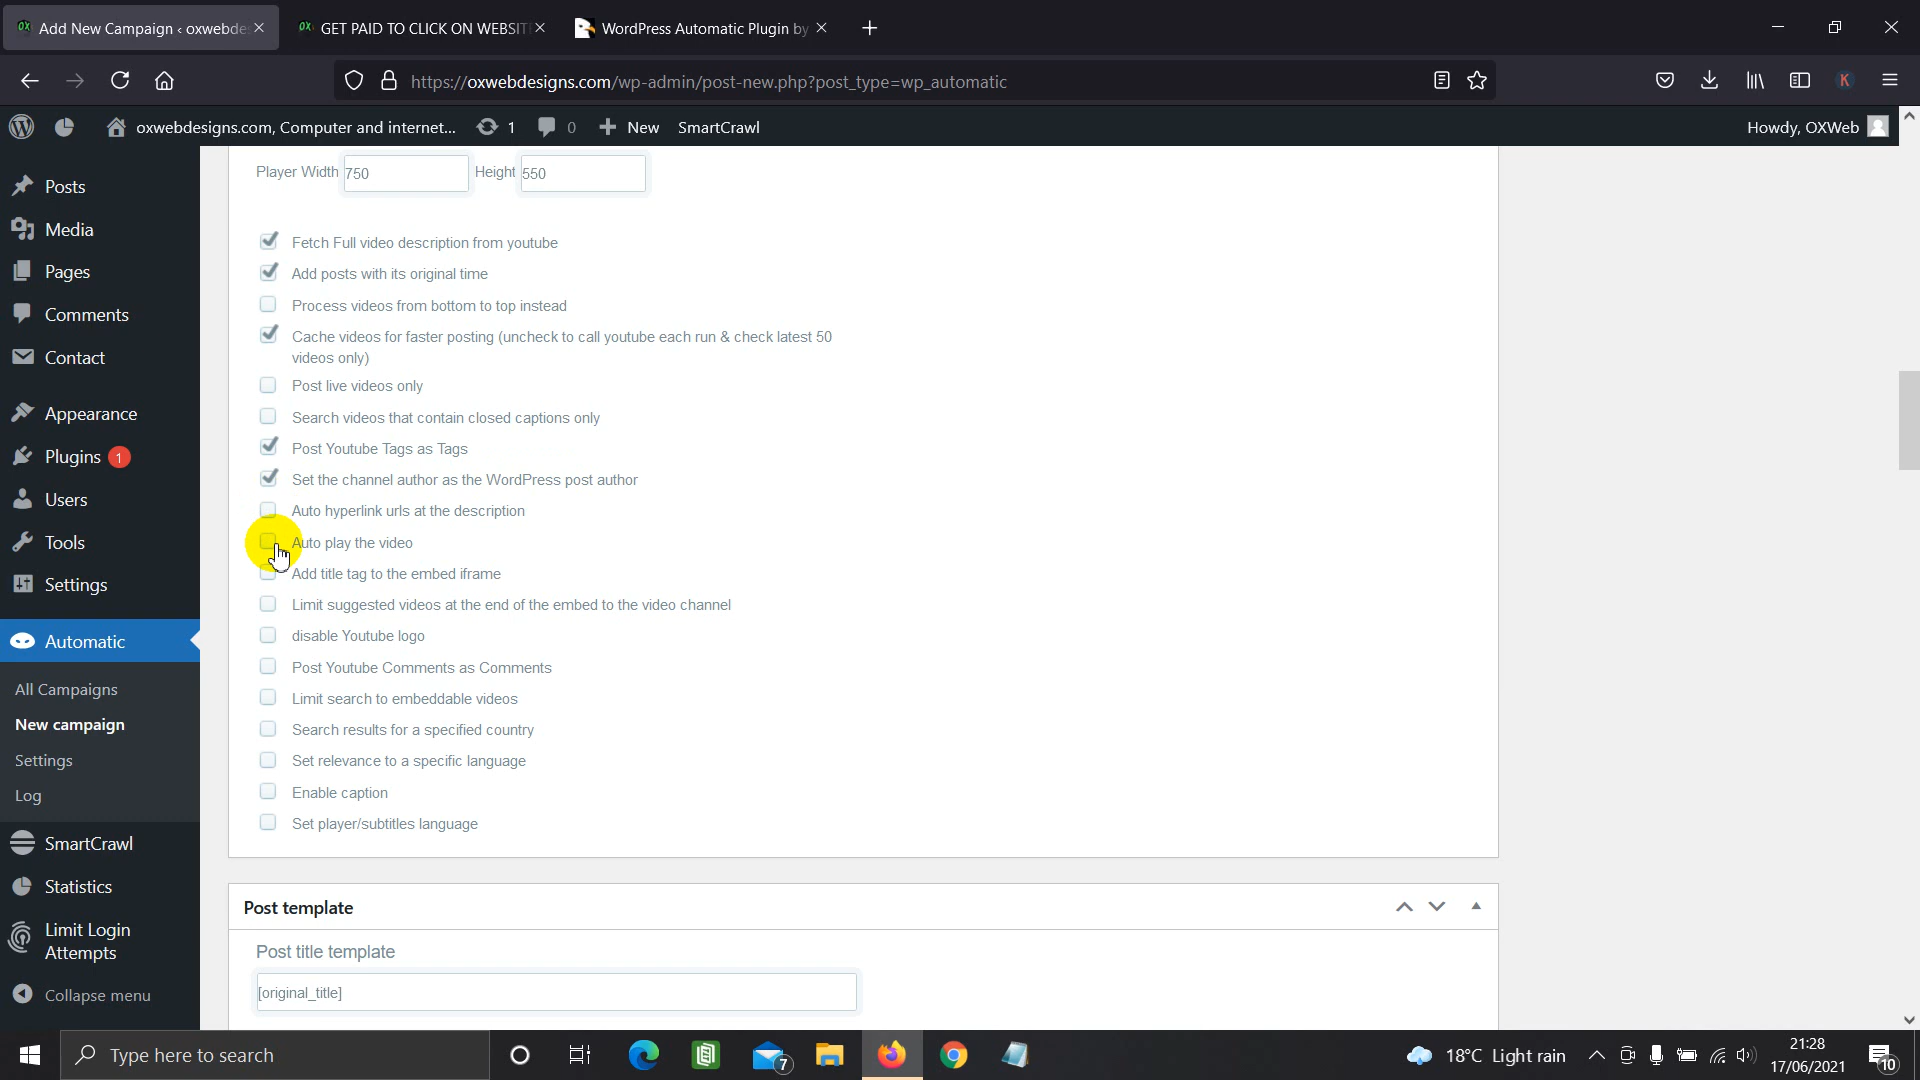 Add New Campaign ‹ oxwebde
GET PAID TO CLICK ON WEBSIT
WordPress Automatic Plugin by
https://oxwebdesigns.com/wp-admin/post-new.php?post_type=wp_automatic
K
oxwebdesigns.com, Computer and internet...
1
0
New
SmartCrawl
Howdy, OXWeb
Posts
Media
Pages
Comments
Contact
Appearance
Plugins 1
Users
Tools
Settings
Automatic
All Campaigns
New campaign
Settings
Log
SmartCrawl
Statistics
Limit Login
Attempts
Collapse menu
Player Width 750 Height 550
Fetch Full video description from youtube
Add posts with its original time
Process videos from bottom to top instead
Cache videos for faster posting (uncheck to call youtube each run & check latest 50
videos only)
Post live videos only
Search videos that contain closed captions only
Post Youtube Tags as Tags
Set the channel author as the WordPress post author
Auto hyperlink urls at the description
Auto play the video
Add title tag to the embed iframe
Limit suggested videos at the end of the embed to the video channel
disable Youtube logo
Post Youtube Comments as Comments
Limit search to embeddable videos
Search results for a specified country
Set relevance to a specific language
Enable caption
Set player/subtitles language
Post template
Post title template
[original_title]
Type here to search
7
18°C Light rain
21:28
17/06/2021
10